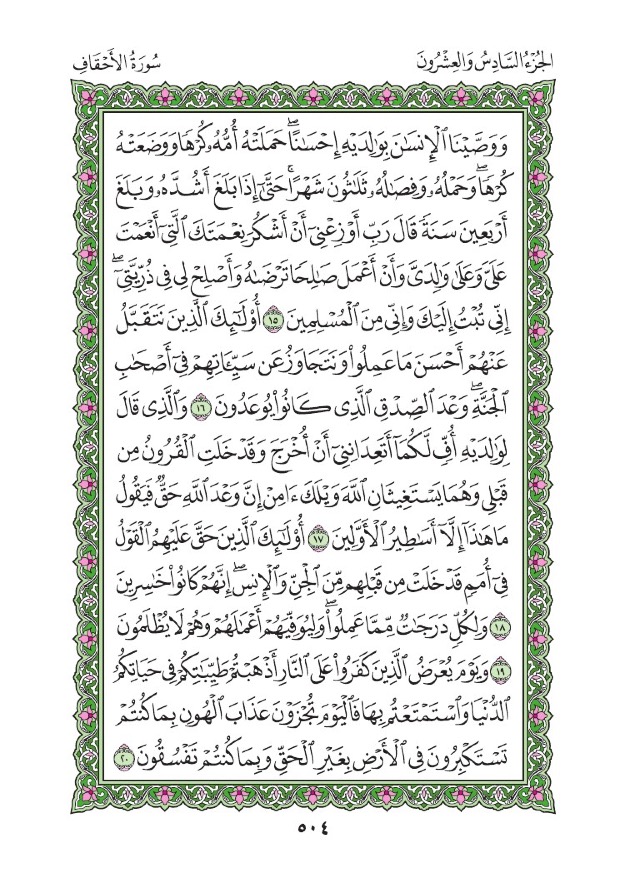 الجُزْءُ السَّادِسُ وَالعِشْرُونَ
سُورَةُ الأَحْقَافِ
وَوَصَّيْنَا ٱلْإِنسَٰنَ بِوَٰلِدَيْهِ إِحْسَٰنًا ۖ حَمَلَتْهُ أُمُّهُۥ كُرْهًا وَوَضَعَتْهُ
كُرْهًا ۖ وَحَمْلُهُۥ وَفِصَٰلُهُۥ ثَلَٰثُونَ شَهْرًا ۚ حَتَّىٰٓ إِذَا بَلَغَ أَشُدَّهُۥ وَبَلَغَ
أَرْبَعِينَ سَنَةً قَالَ رَبِّ أَوْزِعْنِىٓ أَنْ أَشْكُرَ نِعْمَتَكَ ٱلَّتِىٓ أَنْعَمْتَ
عَلَىَّ وَعَلَىٰ وَٰلِدَىَّ وَأَنْ أَعْمَلَ صَٰلِحًا تَرْضَىٰهُ وَأَصْلِحْ لِى فِى ذُرِّيَّتِىٓ ۖ
إِنِّى تُبْتُ إِلَيْكَ وَإِنِّى مِنَ ٱلْمُسْلِمِينَ ١٥ أُو۟لَٰٓئِكَ ٱلَّذِينَ نَتَقَبَّلُ
عَنْهُمْ أَحْسَنَ مَا عَمِلُوا۟ وَنَتَجَاوَزُ عَن سَيِّـَٔاتِهِمْ فِىٓ أَصْحَٰبِ
ٱلْجَنَّةِ ۖ وَعْدَ ٱلصِّدْقِ ٱلَّذِى كَانُوا۟ يُوعَدُونَ ١٦ وَٱلَّذِى قَالَ
لِوَٰلِدَيْهِ أُفٍّ لَّكُمَآ أَتَعِدَانِنِىٓ أَنْ أُخْرَجَ وَقَدْ خَلَتِ ٱلْقُرُونُ مِن
قَبْلِى وَهُمَا يَسْتَغِيثَانِ ٱللَّهَ وَيْلَكَ ءَامِنْ إِنَّ وَعْدَ ٱللَّهِ حَقٌّ فَيَقُولُ
مَا هَٰذَآ إِلَّآ أَسَٰطِيرُ ٱلْأَوَّلِينَ ١٧ أُو۟لَٰٓئِكَ ٱلَّذِينَ حَقَّ عَلَيْهِمُ ٱلْقَوْلُ
فِىٓ أُمَمٍ قَدْ خَلَتْ مِن قَبْلِهِم مِّنَ ٱلْجِنِّ وَٱلْإِنسِ ۖ إِنَّهُمْ كَانُوا۟ خَٰسِرِينَ
١٨ وَلِكُلٍّ دَرَجَٰتٌ مِّمَّا عَمِلُوا۟ ۖ وَلِيُوَفِّيَهُمْ أَعْمَٰلَهُمْ وَهُمْ لَا يُظْلَمُونَ
١٩ وَيَوْمَ يُعْرَضُ ٱلَّذِينَ كَفَرُوا۟ عَلَى ٱلنَّارِ أَذْهَبْتُمْ طَيِّبَٰتِكُمْ فِى حَيَاتِكُمُ
ٱلدُّنْيَا وَٱسْتَمْتَعْتُم بِهَا فَٱلْيَوْمَ تُجْزَوْنَ عَذَابَ ٱلْهُونِ بِمَا كُنتُمْ
تَسْتَكْبِرُونَ فِى ٱلْأَرْضِ بِغَيْرِ ٱلْحَقِّ وَبِمَا كُنتُمْ تَفْسُقُونَ ٢٠
٥٠٤